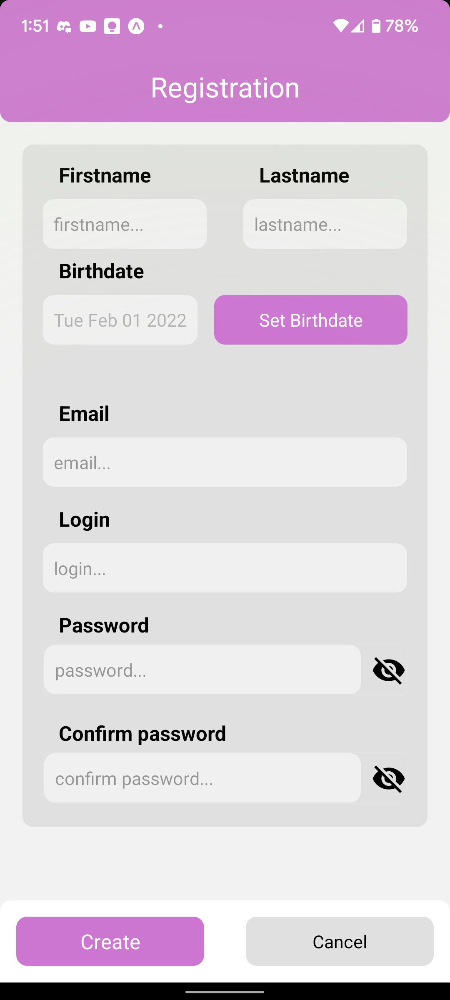 1:51 78%
Registration
Firstname Lastname
firstname... lastname...
Birthdate
Tue Feb 01 2022 Set Birthdate
Email
email...
Login
login...
Password
password...
Confirm password
confirm password...
Create Cancel